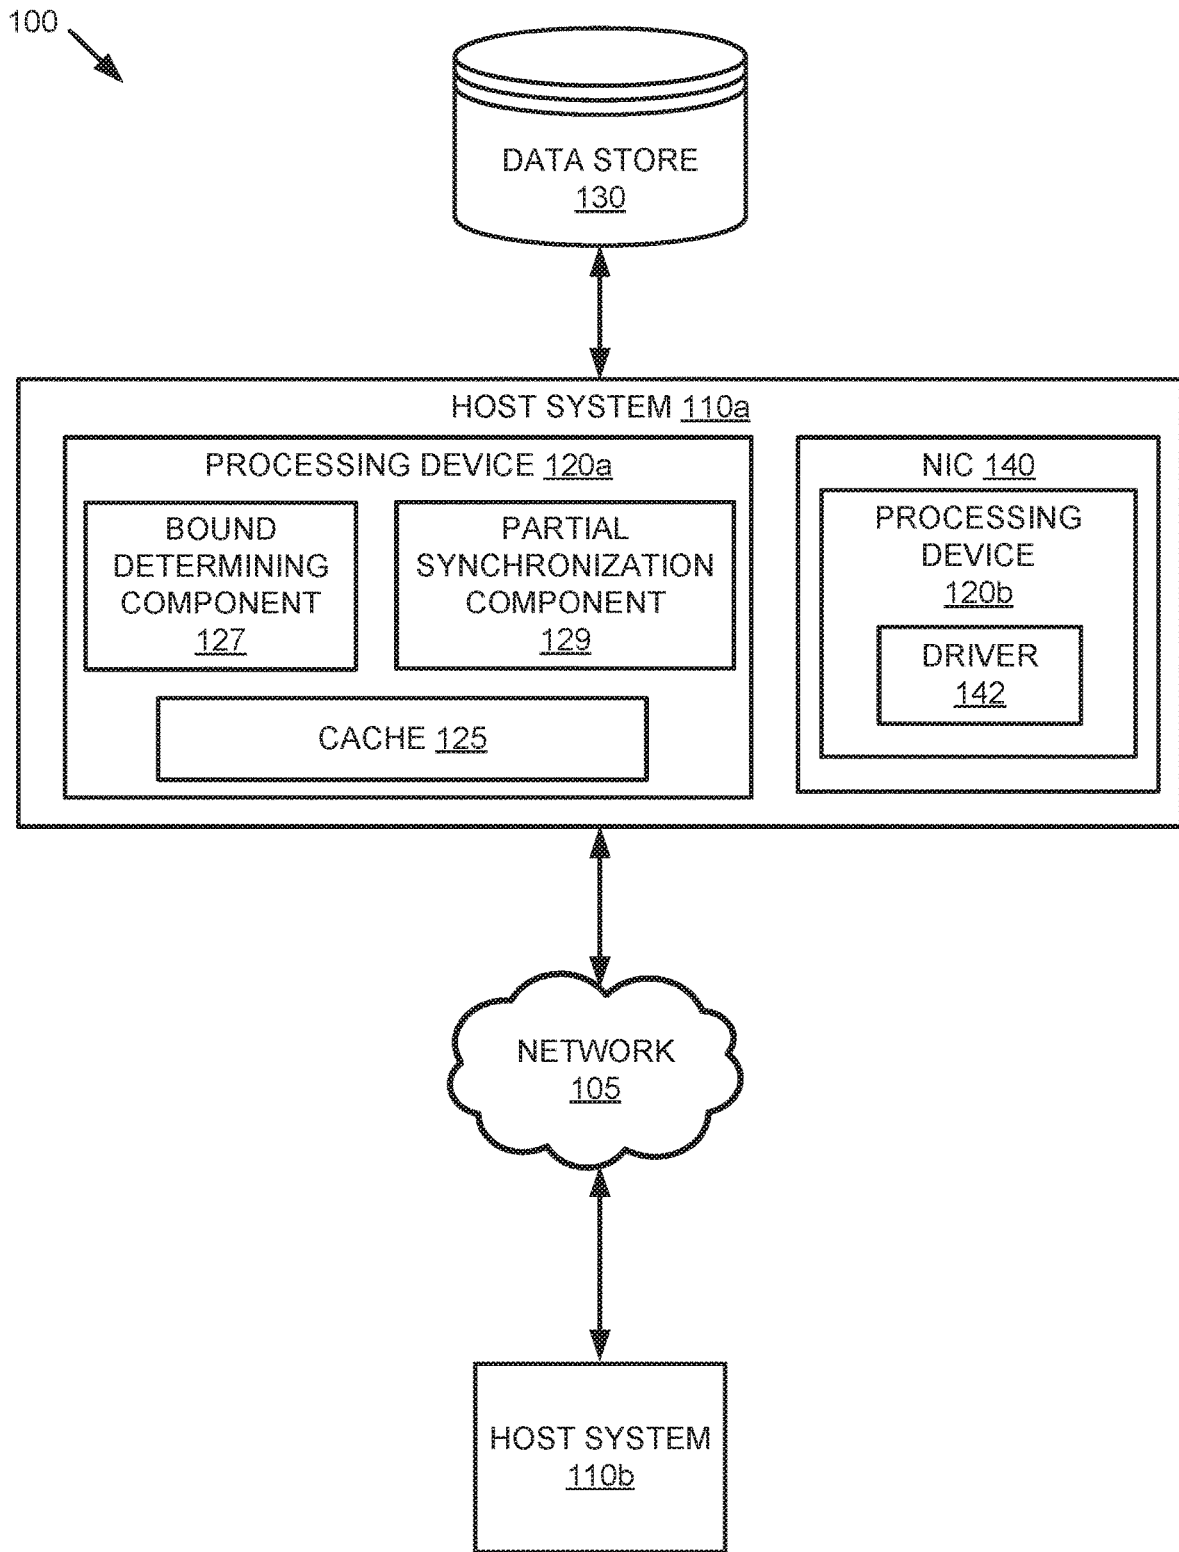 100
DATA STORE
130
HOST SYSTEM 110a
PROCESSING DEVICE 120a
BOUND
DETERMINING
COMPONENT
127
PARTIAL
SYNCHRONIZATION
COMPONENT
129
CACHE 125
NIC 140
PROCESSING
DEVICE
120b
DRIVER
142
NETWORK
105
HOST SYSTEM
110b